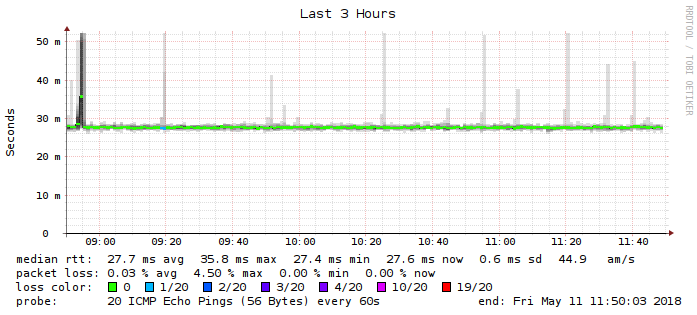 Last 3 Hours
RRDTOOL / TOBI OETIKER
Seconds
50 m
40 m
30 m
20 m
10 m
0
09:00 09:20 09:40 10:00 10:20 10:40 11:00 11:20 11:40
median rtt: 27.7 ms avg 35.8 ms max 27.4 ms min 27.6 ms now 0.6 ms sd 44.9 am/s
packet loss: 0.03 % avg 4.50 % max 0.00 % min 0.00 % now
loss color: 0 1/20 2/20 3/20 4/20 10/20 19/20
probe: 20 ICMP Echo Pings (56 Bytes) every 60s end: Fri May 11 11:50:03 2018